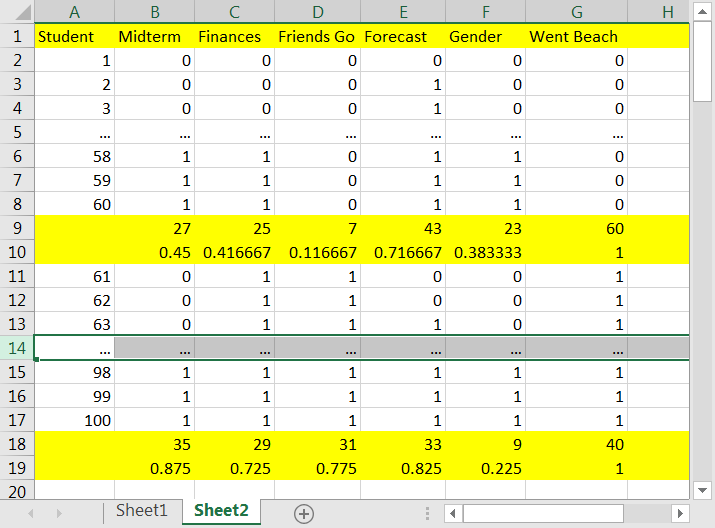 A B C D E F G H
1 Student Midterm Finances Friends Go Forecast Gender Went Beach
2 1 0 0 0 0 0 0
3 2 0 0 0 1 0 0
4 3 0 0 0 1 0 0
5 ... ... ... ... ... ... ...
6 58 1 1 0 1 1 0
7 59 1 1 0 1 1 0
8 60 1 1 0 1 1 0
9 27 25 7 43 23 60
10 0.45 0.416667 0.116667 0.716667 0.383333 1
11 61 0 1 1 0 0 1
12 62 0 1 1 0 0 1
13 63 0 1 1 1 0 1
14 ... ... ... ... ... ... ...
15 98 1 1 1 1 1 1
16 99 1 1 1 1 1 1
17 100 1 1 1 1 1 1
18 35 29 31 33 9 40
19 0.875 0.725 0.775 0.825 0.225 1
20
Sheet1 Sheet2